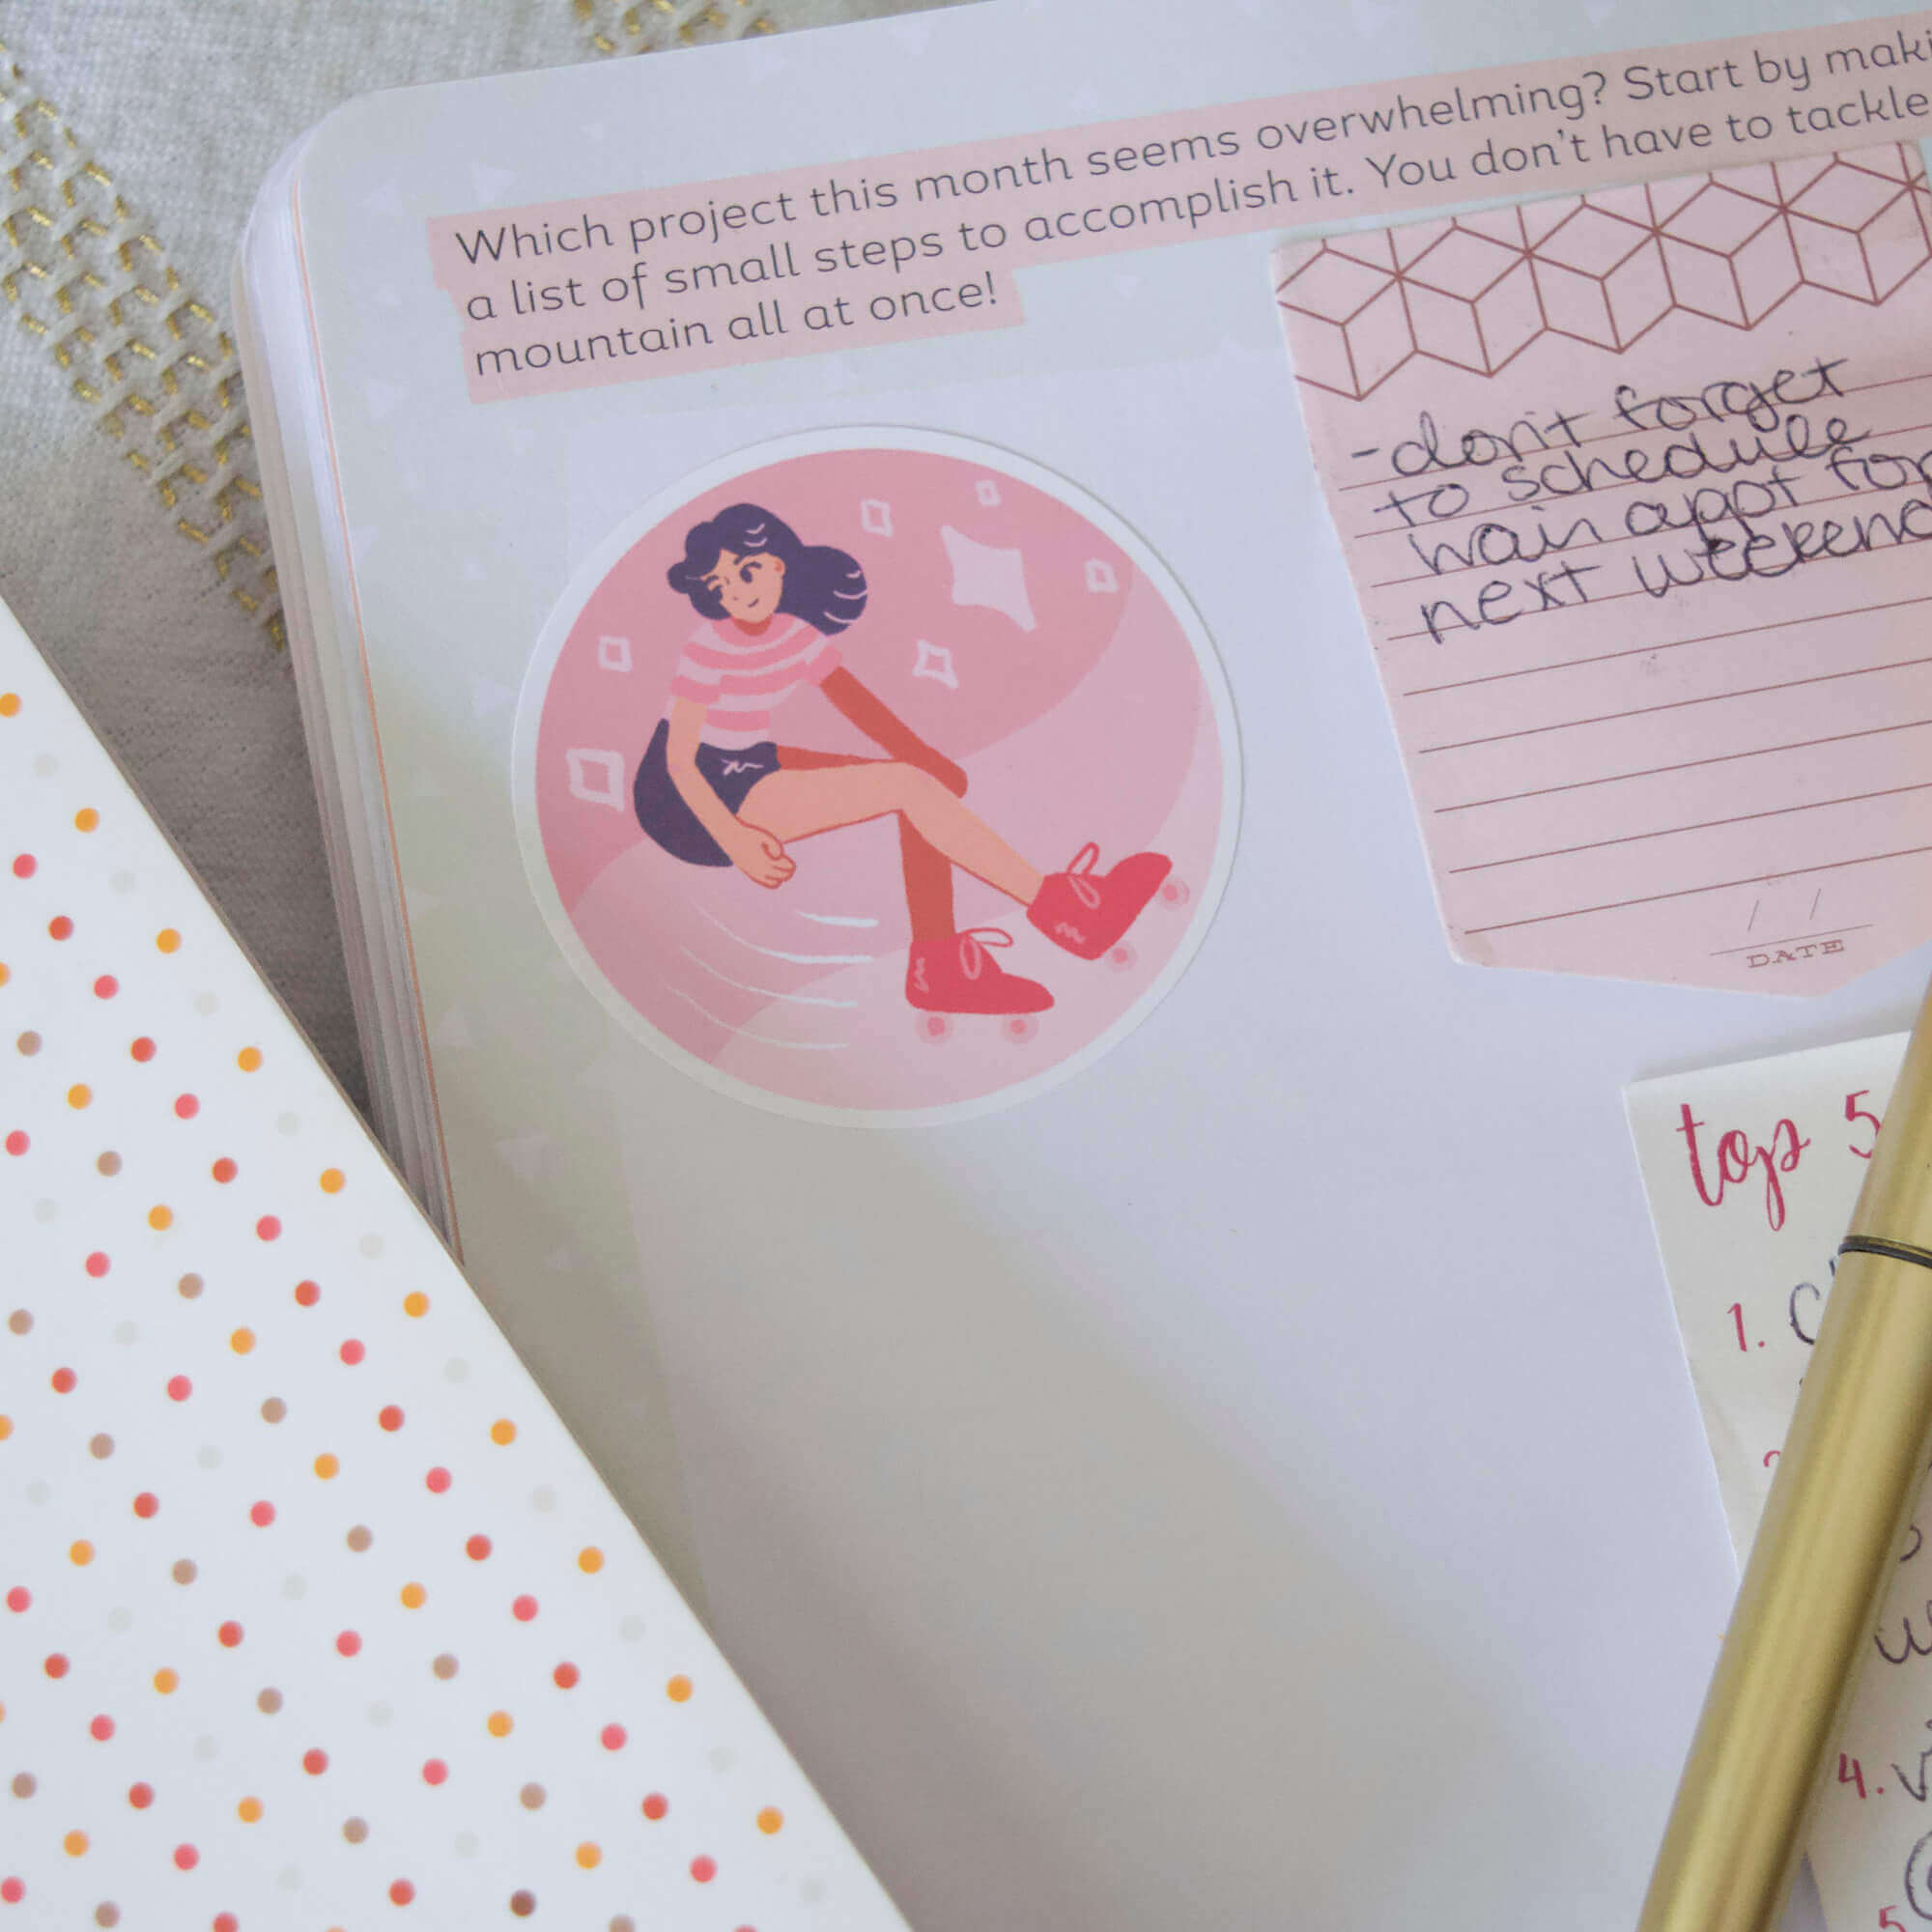 Which project this month seems overwhelming? Start by maki
a list of small steps to accomplish it. You don't have to tackle
mountain all at once!
-don't forget
to schedule
hair appt for
next weekend
DATE
top 5
1.
4.
5